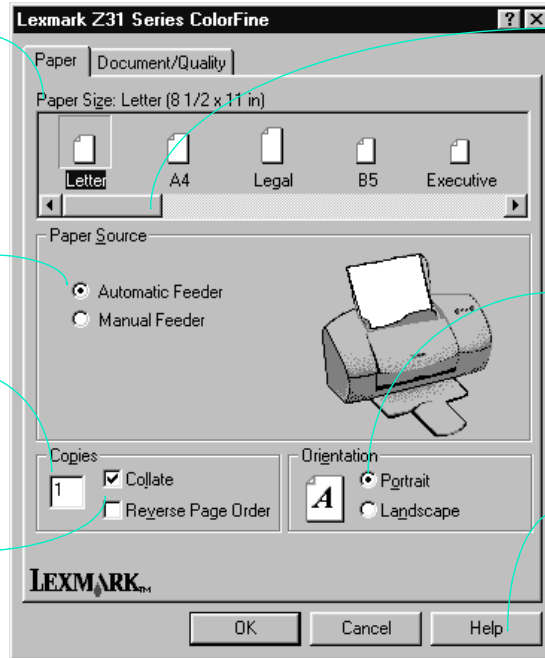 Lexmark Z31 Series ColorFine
Paper Document/Quality
Paper Size: Letter (8 1/2 x 11 in)
Letter A4 Legal B5 Executive
Paper Source
Automatic Feeder
Manual Feeder
Copies
1
Collate
Reverse Page Order
Orientation
A
Portrait
Landscape
LEXMARK™
OK Cancel Help